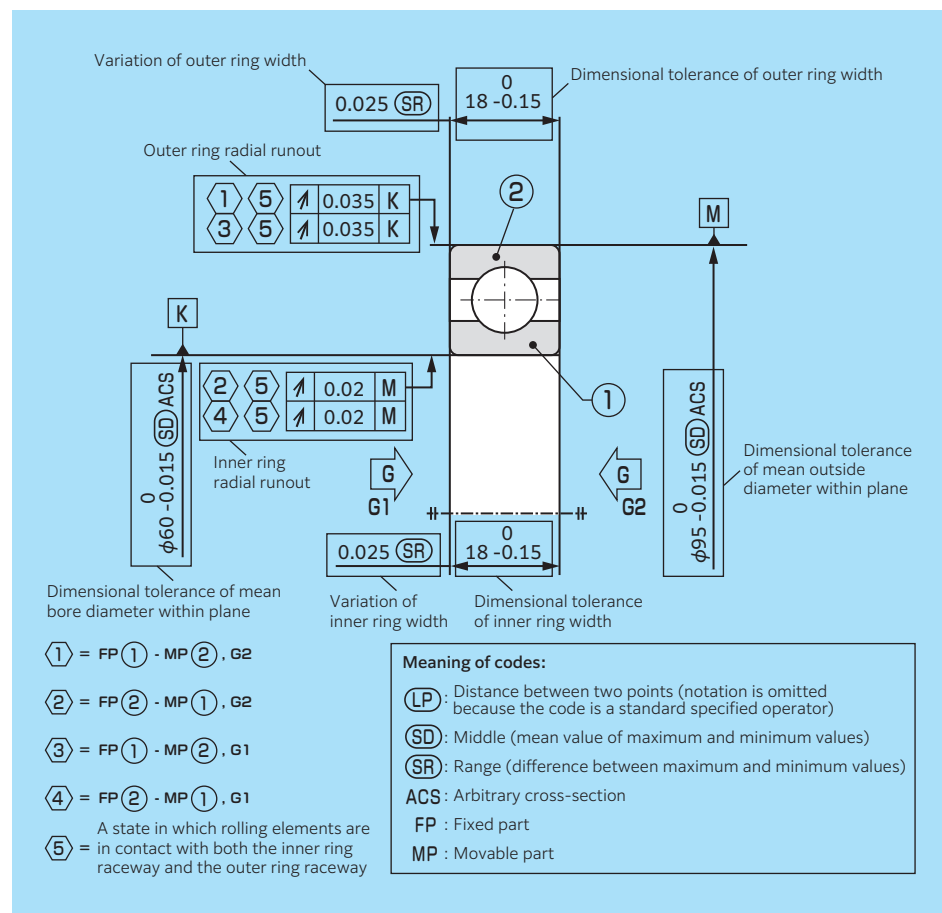 Variation of outer ring width
Dimensional tolerance of outer ring width
0.025 SR
0
18 -0.15
Outer ring radial runout
1 5 0.035 K
3 5 0.035 K
2
M
K
2 5 0.02 M
4 5 0.02 M
1
Inner ring
radial runout
0
φ60 -0.015 SD ACS
0
φ95 -0.015 SD ACS
Dimensional tolerance
of mean outside
diameter within plane
G
G1
G
G2
0.025 SR
0
18 -0.15
Dimensional tolerance of mean
bore diameter within plane
Variation of
inner ring width
Dimensional tolerance
of inner ring width
1 = FP 1 - MP 2 , G2
2 = FP 2 - MP 1 , G2
3 = FP 1 - MP 2 , G1
4 = FP 2 - MP 1 , G1
5 = A state in which rolling elements are
in contact with both the inner ring
raceway and the outer ring raceway
Meaning of codes:
LP : Distance between two points (notation is omitted
because the code is a standard specified operator)
SD : Middle (mean value of maximum and minimum values)
SR : Range (difference between maximum and minimum values)
ACS : Arbitrary cross-section
FP : Fixed part
MP : Movable part